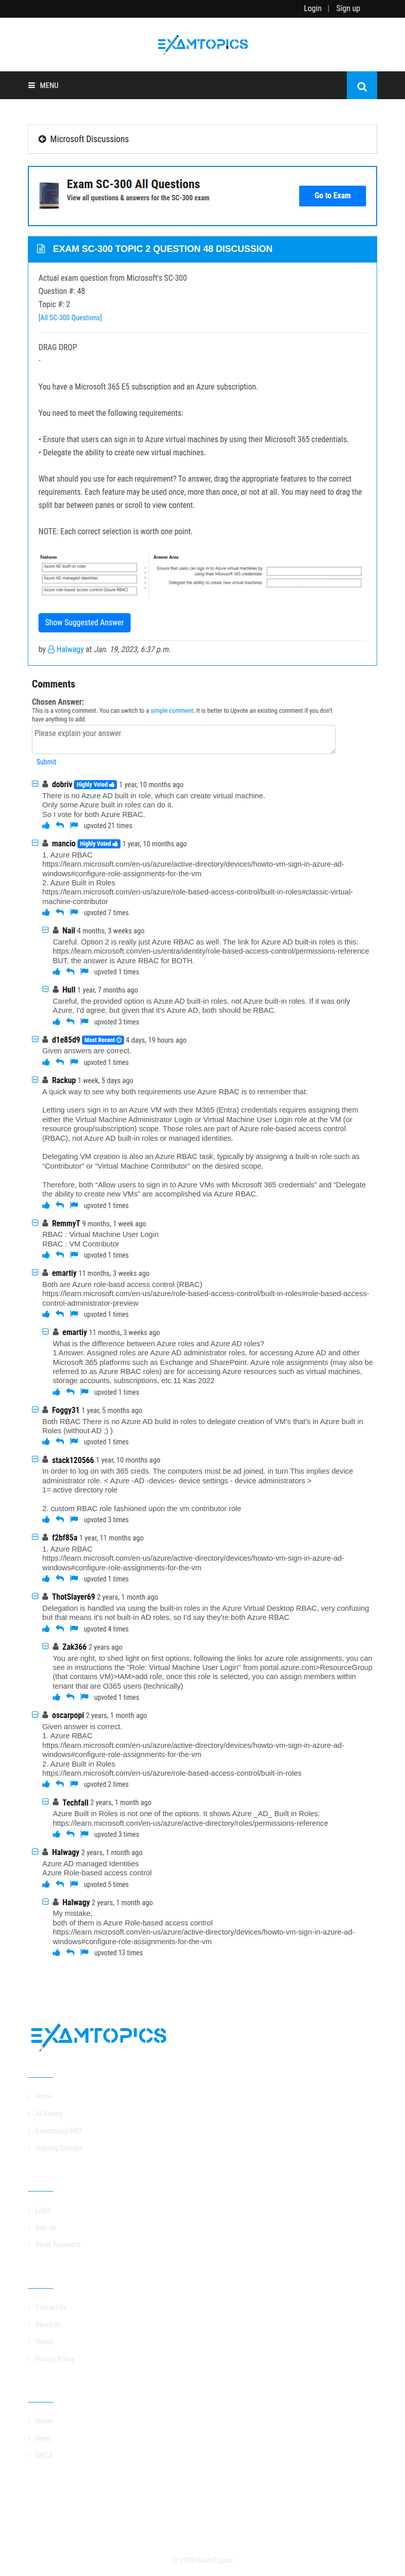 Login | Sign up
EXAMTOPICS
MENU
Microsoft Discussions
Exam SC-300 All Questions
View all questions & answers for the SC-300 exam
Go to Exam
EXAM SC-300 TOPIC 2 QUESTION 48 DISCUSSION
Actual exam question from Microsoft's SC-300
Question #: 48
Topic #: 2
[All SC-300 Questions]
DRAG DROP
-
You have a Microsoft 365 E5 subscription and an Azure subscription.
You need to meet the following requirements:
• Ensure that users can sign in to Azure virtual machines by using their Microsoft 365 credentials.
• Delegate the ability to create new virtual machines.
What should you use for each requirement? To answer, drag the appropriate features to the correct
requirements. Each feature may be used once, more than once, or not at all. You may need to drag the
split bar between panes or scroll to view content.
NOTE: Each correct selection is worth one point.
Features
Azure AD built-in roles
Azure AD managed identities
Azure role-based access control (Azure RBAC)
Answer Area
Ensure that users can sign in to Azure virtual machines by
using their Microsoft 365 credentials:
Delegate the ability to create new virtual machines:
Show Suggested Answer
by Halwagy at Jan. 19, 2023, 6:37 p.m.
Comments
Chosen Answer:
This is a voting comment. You can switch to a simple comment. It is better to Upvote an existing comment if you don't
have anything to add.
Please explain your answer
Submit
dobriv Highly Voted 1 year, 10 months ago
There is no Azure AD built in role, which can create virtual machine.
Only some Azure built in roles can do it.
So I vote for both Azure RBAC.
upvoted 21 times
mancio Highly Voted 1 year, 10 months ago
1. Azure RBAC
https://learn.microsoft.com/en-us/azure/active-directory/devices/howto-vm-sign-in-azure-ad-
windows#configure-role-assignments-for-the-vm
2. Azure Built in Roles
https://learn.microsoft.com/en-us/azure/role-based-access-control/built-in-roles#classic-virtual-
machine-contributor
upvoted 7 times
Nail 4 months, 3 weeks ago
Careful. Option 2 is really just Azure RBAC as well. The link for Azure AD built-in roles is this:
https://learn.microsoft.com/en-us/entra/identity/role-based-access-control/permissions-reference
BUT, the answer is Azure RBAC for BOTH.
upvoted 1 times
Hull 1 year, 7 months ago
Careful, the provided option is Azure AD built-in roles, not Azure built-in roles. If it was only
Azure, I'd agree, but given that it's Azure AD, both should be RBAC.
upvoted 3 times
d1e85d9 Most Recent 4 days, 19 hours ago
Given answers are correct.
upvoted 1 times
Rackup 1 week, 5 days ago
A quick way to see why both requirements use Azure RBAC is to remember that:
Letting users sign in to an Azure VM with their M365 (Entra) credentials requires assigning them
either the Virtual Machine Administrator Login or Virtual Machine User Login role at the VM (or
resource group/subscription) scope. Those roles are part of Azure role-based access control
(RBAC), not Azure AD built-in roles or managed identities.
Delegating VM creation is also an Azure RBAC task, typically by assigning a built-in role such as
“Contributor” or “Virtual Machine Contributor” on the desired scope.
Therefore, both “Allow users to sign in to Azure VMs with Microsoft 365 credentials” and “Delegate
the ability to create new VMs” are accomplished via Azure RBAC.
upvoted 1 times
RemmyT 9 months, 1 week ago
RBAC : Virtual Machine User Login
RBAC : VM Contributor
upvoted 1 times
emartiy 11 months, 3 weeks ago
Both are Azure role-basd access control (RBAC)
https://learn.microsoft.com/en-us/azure/role-based-access-control/built-in-roles#role-based-access-
control-administrator-preview
upvoted 1 times
emartiy 11 months, 3 weeks ago
What is the difference between Azure roles and Azure AD roles?
1 Answer. Assigned roles are Azure AD administrator roles, for accessing Azure AD and other
Microsoft 365 platforms such as Exchange and SharePoint. Azure role assignments (may also be
referred to as Azure RBAC roles) are for accessing Azure resources such as virtual machines,
storage accounts, subscriptions, etc.11 Kas 2022
upvoted 1 times
Foggy31 1 year, 5 months ago
Both RBAC There is no Azure AD build in roles to delegate creation of VM's that's in Azure built in
Roles (without AD ;) )
upvoted 1 times
stack120566 1 year, 10 months ago
In order to log on with 365 creds. The computers must be ad joined. in turn This implies device
administrator role. < Azure -AD -devices- device settings - device administrators >
1= active directory role
2. custom RBAC role fashioned upon the vm contributor role
upvoted 3 times
f2bf85a 1 year, 11 months ago
1. Azure RBAC
https://learn.microsoft.com/en-us/azure/active-directory/devices/howto-vm-sign-in-azure-ad-
windows#configure-role-assignments-for-the-vm
upvoted 1 times
ThotSlayer69 2 years, 1 month ago
Delegation is handled via using the built-in roles in the Azure Virtual Desktop RBAC, very confusing
but that means it's not built-in AD roles, so I'd say they're both Azure RBAC
upvoted 4 times
Zak366 2 years ago
You are right, to shed light on first options, following the links for azure role assignments, you can
see in instructions the "Role: Virtual Machine User Login" from portal.azure.com>ResourceGroup
(that contains VM)>IAM>add role, once this role is selected, you can assign members within
tenant that are O365 users (technically)
upvoted 1 times
oscarpopi 2 years, 1 month ago
Given answer is correct.
1. Azure RBAC
https://learn.microsoft.com/en-us/azure/active-directory/devices/howto-vm-sign-in-azure-ad-
windows#configure-role-assignments-for-the-vm
2. Azure Built in Roles
https://learn.microsoft.com/en-us/azure/role-based-access-control/built-in-roles
upvoted 2 times
Techfall 2 years, 1 month ago
Azure Built in Roles is not one of the options. It shows Azure _AD_ Built in Roles:
https://learn.microsoft.com/en-us/azure/active-directory/roles/permissions-reference
upvoted 3 times
Halwagy 2 years, 1 month ago
Azure AD managed Identities
Azure Role-based access control
upvoted 5 times
Halwagy 2 years, 1 month ago
My mistake,
both of them is Azure Role-based access control
https://learn.microsoft.com/en-us/azure/active-directory/devices/howto-vm-sign-in-azure-ad-
windows#configure-role-assignments-for-the-vm
upvoted 13 times
EXAMTOPICS
Home
All Exams
Examtopics PRO
Training Courses
Login
Sign up
Reset Password
Contact Us
About Us
Terms
Privacy Policy
Forum
News
DMCA
© 2024 ExamTopics